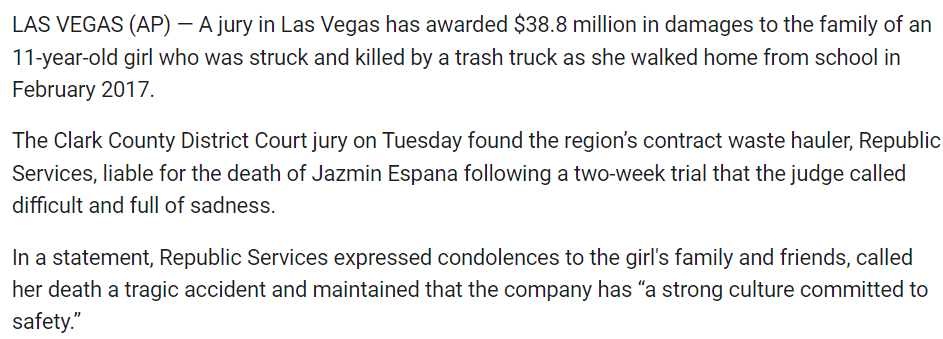 LAS VEGAS (AP) — A jury in Las Vegas has awarded $38.8 million in damages to the family of an
11-year-old girl who was struck and killed by a trash truck as she walked home from school in
February 2017.
The Clark County District Court jury on Tuesday found the region’s contract waste hauler, Republic
Services, liable for the death of Jazmin Espana following a two-week trial that the judge called
difficult and full of sadness.
In a statement, Republic Services expressed condolences to the girl's family and friends, called
her death a tragic accident and maintained that the company has “a strong culture committed to
safety.”